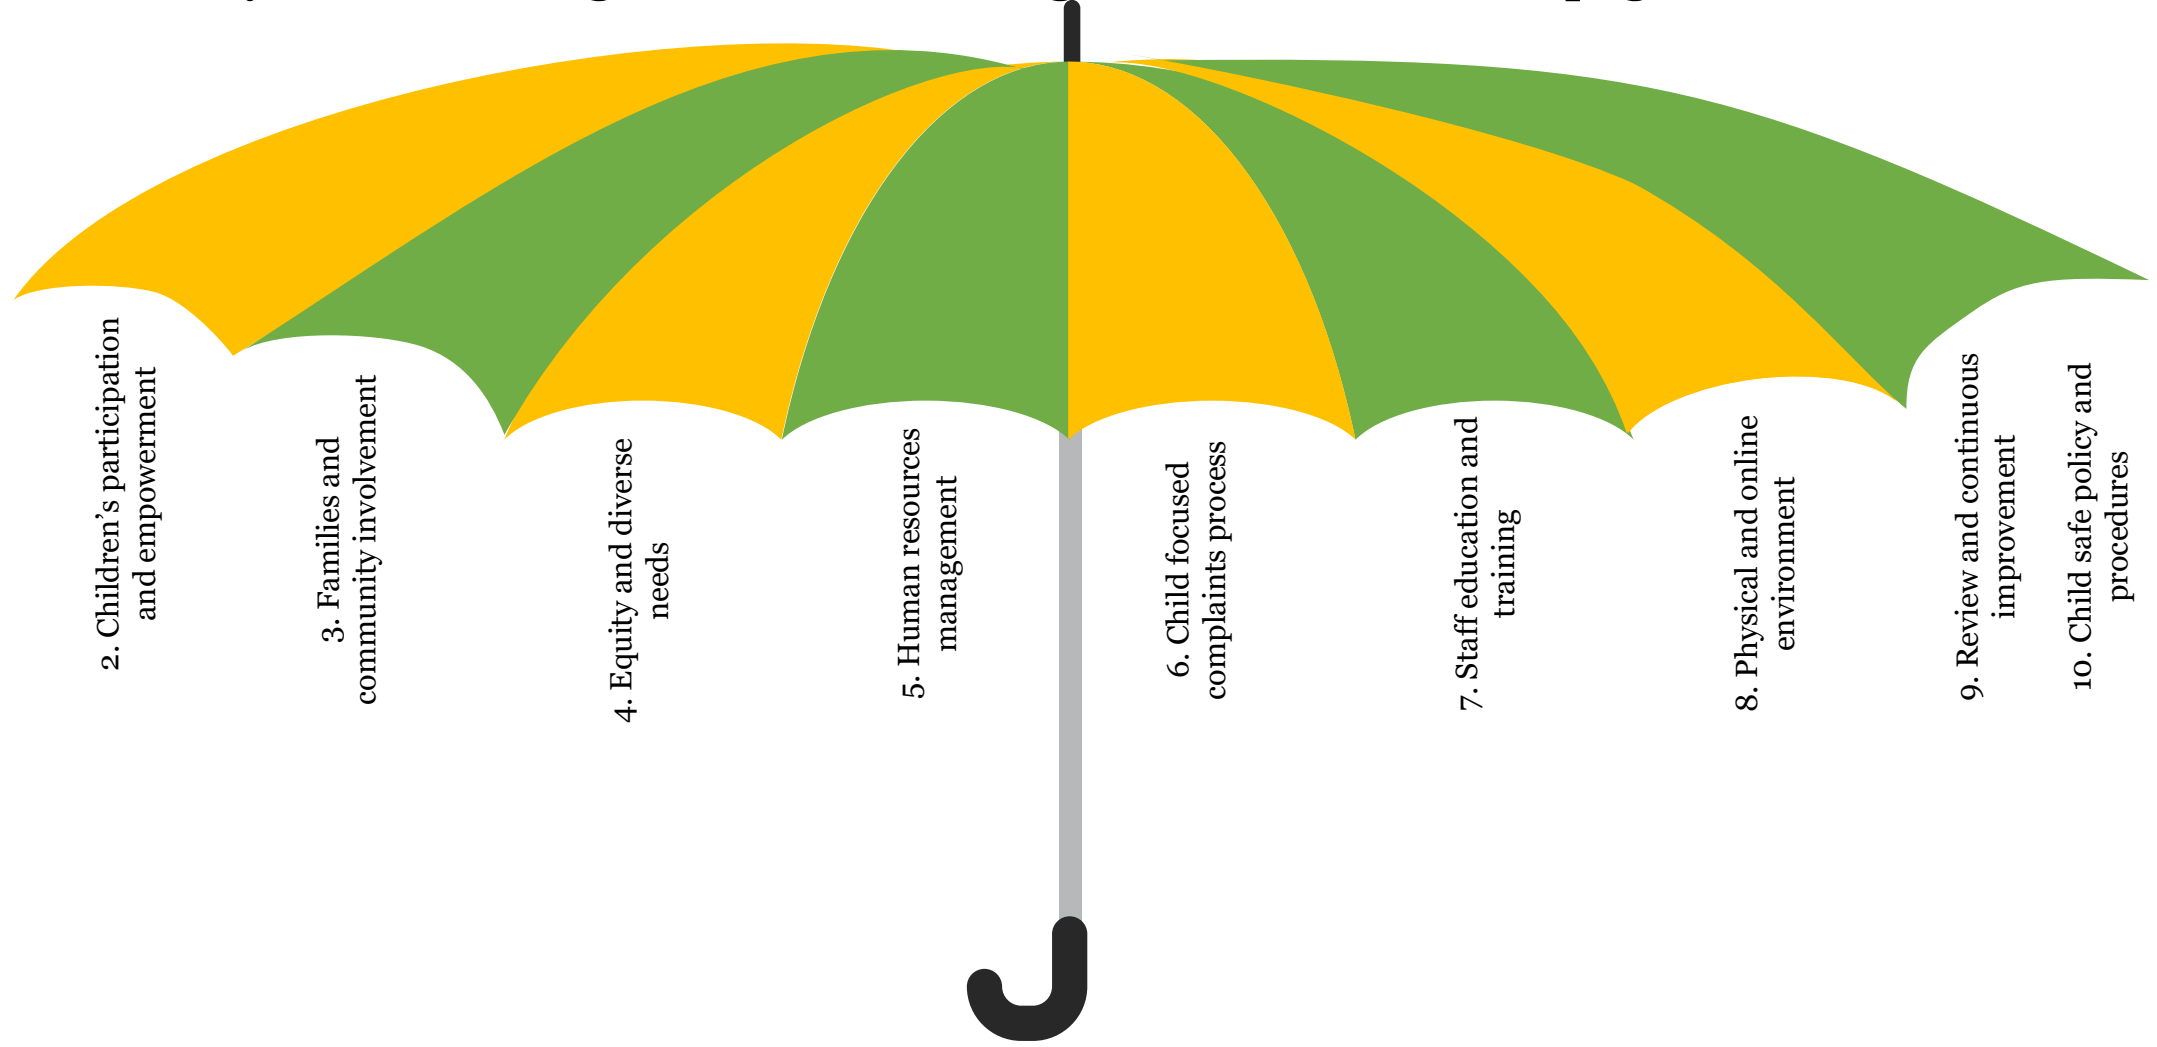 2. Children’s participation
and empowerment
3. Families and
community involvement
4. Equity and diverse
needs
5. Human resources
management
6. Child focused
complaints process
7. Staff education and
training
8. Physical and online
environment
9. Review and continuous
improvement
10. Child safe policy and
procedures